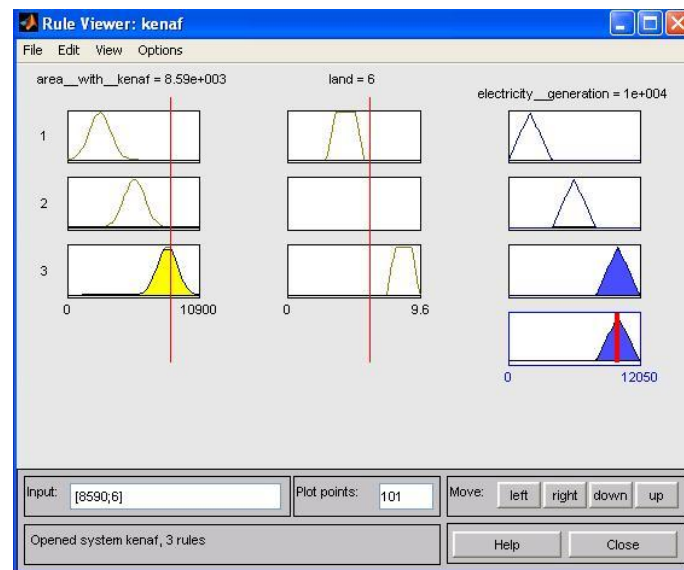 Rule Viewer: kenaf
File Edit View Options
area__with__kenaf = 8.59e+003
land = 6
electricity__generation = 1e+004
1
2
3
0 10900
0 9.6
0 12050
Input: [8590;6]
Plot points: 101
Move: left right down up
Opened system kenaf, 3 rules
Help Close